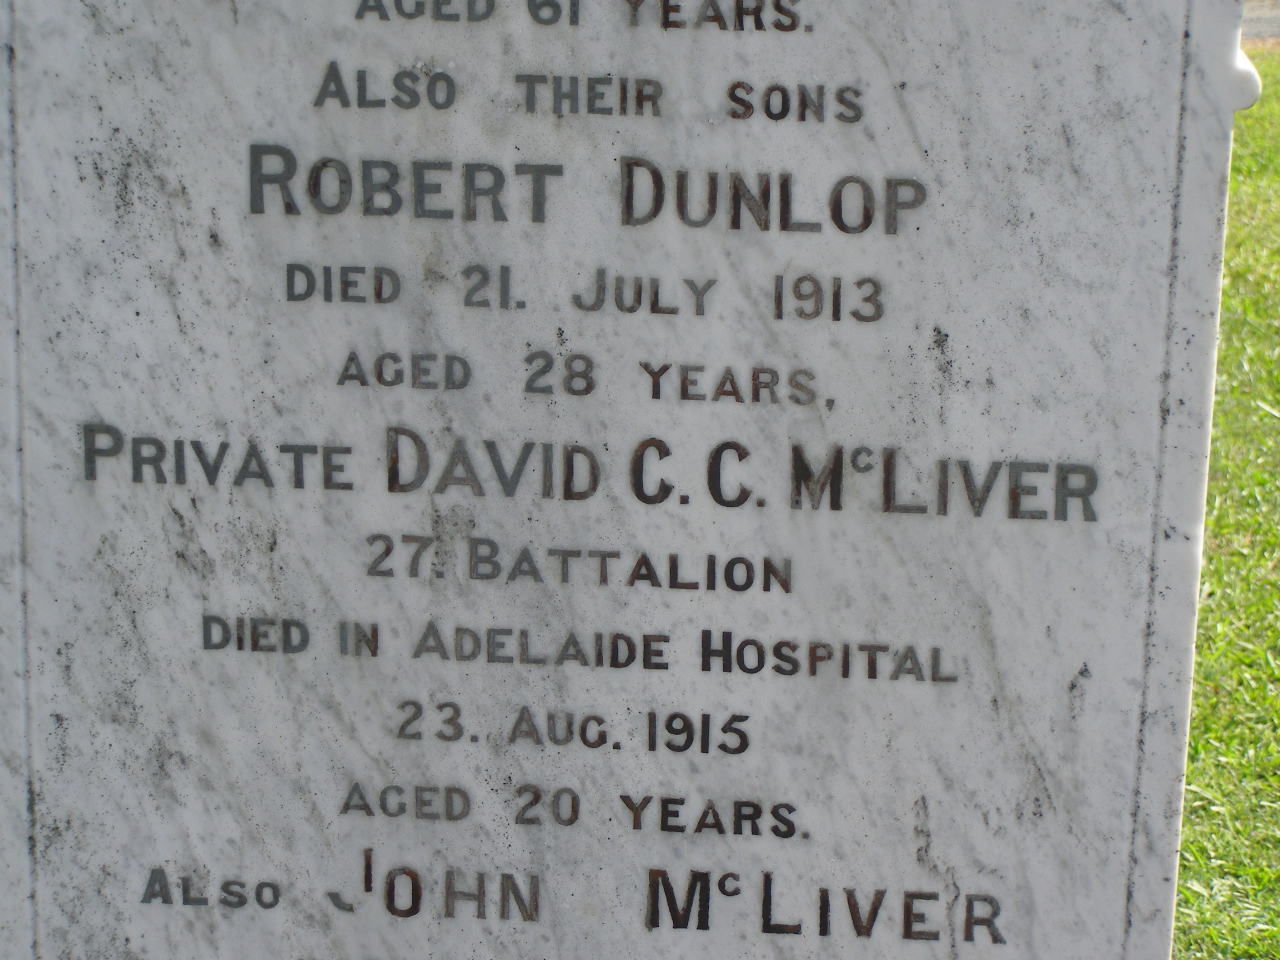 AGED 61 YEARS.
ALSO THEIR SONS
ROBERT DUNLOP
DIED 21. JULY 1913
AGED 28 YEARS,
PRIVATE DAVID C. C. McLIVER
27. BATTALION
DIED IN ADELAIDE HOSPITAL
23. AUG. 1915
AGED 20 YEARS.
ALSO JOHN McLIVER